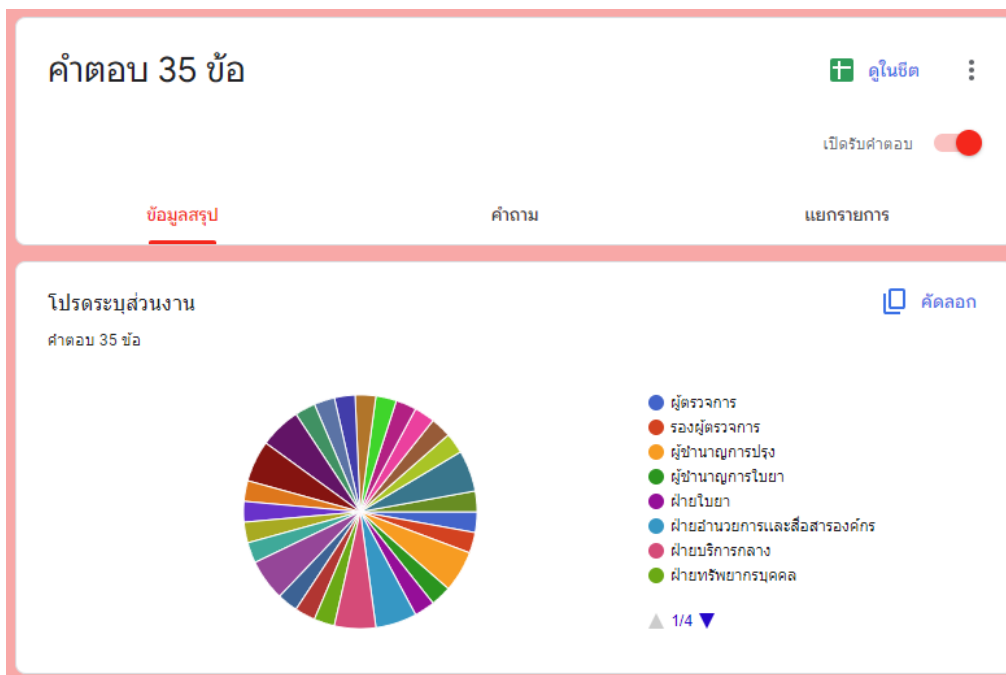 คำตอบ 35 ข้อ
ดูในชีต
เปิดรับคำตอบ
ข้อมูลสรุป
คำถาม
แยกรายการ
โปรดระบุส่วนงาน
คัดลอก
คำตอบ 35 ข้อ
ผู้ตรวจการ
รองผู้ตรวจการ
ผู้ชำนาญการปรุง
ผู้ชำนาญการใบยา
ฝ่ายใบยา
ฝ่ายอำนวยการและสื่อสารองค์กร
ฝ่ายบริการกลาง
ฝ่ายทรัพยากรบุคคล
1/4